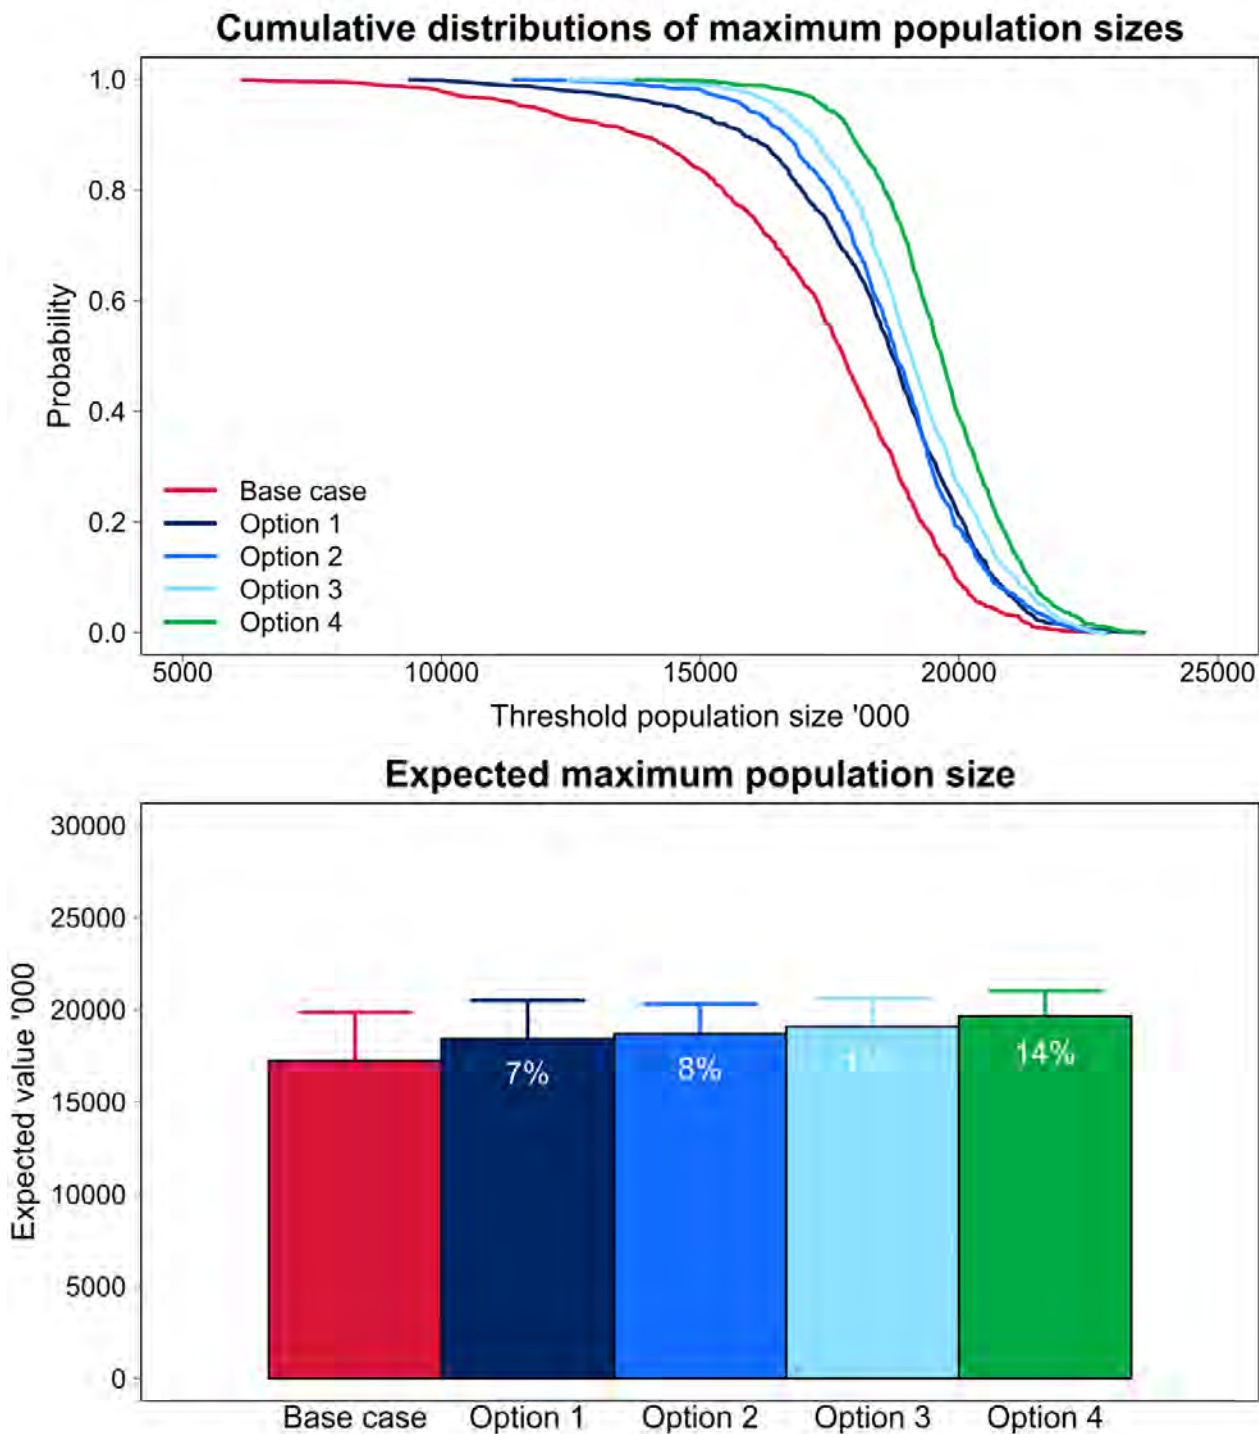 Cumulative distributions of maximum population sizes
1.0
0.8
0.6
0.4
0.2
0.0
Probability
Base case
Option 1
Option 2
Option 3
Option 4
5000 10000 15000 20000 25000
Threshold population size '000
Expected maximum population size
30000
25000
20000
15000
10000
5000
0
Expected value '000
7% 8% 14%
Base case Option 1 Option 2 Option 3 Option 4